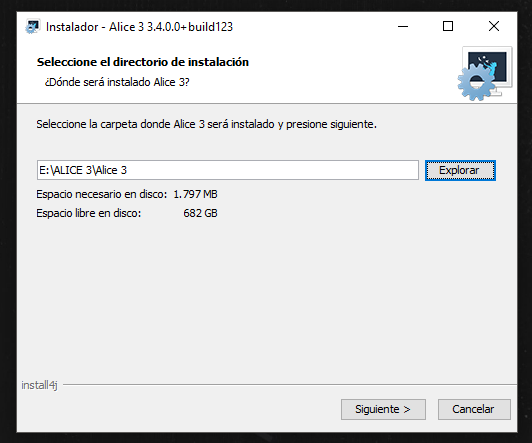 Instalador - Alice 3 3.4.0.0+build123
Seleccione el directorio de instalación
¿Dónde será instalado Alice 3?
Seleccione la carpeta donde Alice 3 será instalado y presione siguiente.
E:\ALICE 3\Alice 3 Explorar
Espacio necesario en disco: 1.797 MB
Espacio libre en disco: 682 GB
install4j
Siguiente > Cancelar